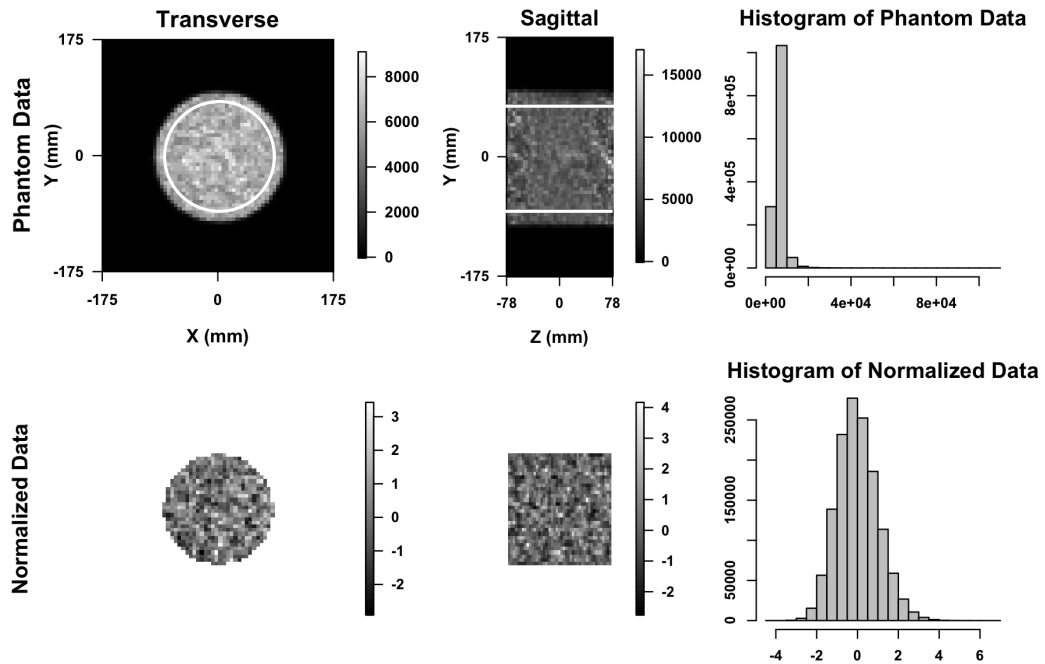 Transverse
Sagittal
Histogram of Phantom Data
Phantom Data
175
0
-175
Y (mm)
-175 0 175
X (mm)
8000
6000
4000
2000
0
175
0
-175
Y (mm)
-78 0 78
Z (mm)
15000
10000
5000
0
8e+05
4e+05
0e+00
0e+00 4e+04 8e+04
Histogram of Normalized Data
Normalized Data
3
2
1
0
-1
-2
4
3
2
1
0
-1
-2
250000
150000
50000
0
-4 -2 0 2 4 6